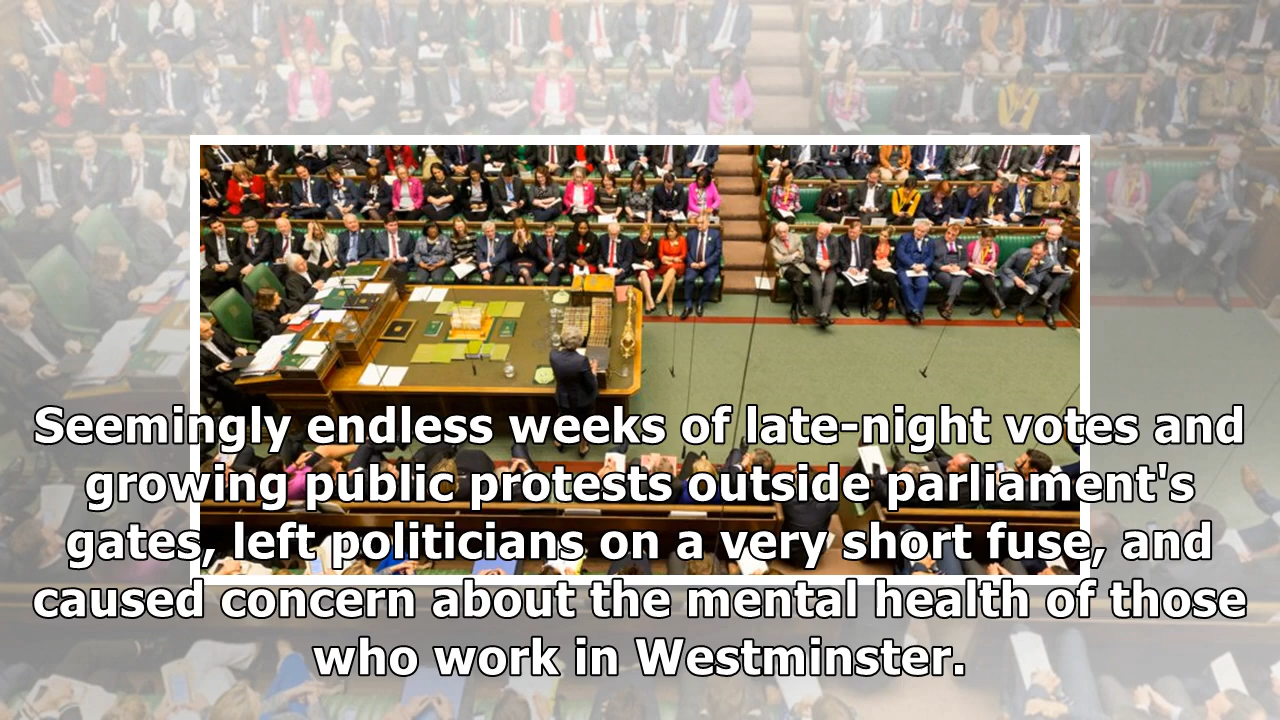 Seemingly endless weeks of late-night votes and
growing public protests outside parliament's
gates, left politicians on a very short fuse, and
caused concern about the mental health of those
who work in Westminster.